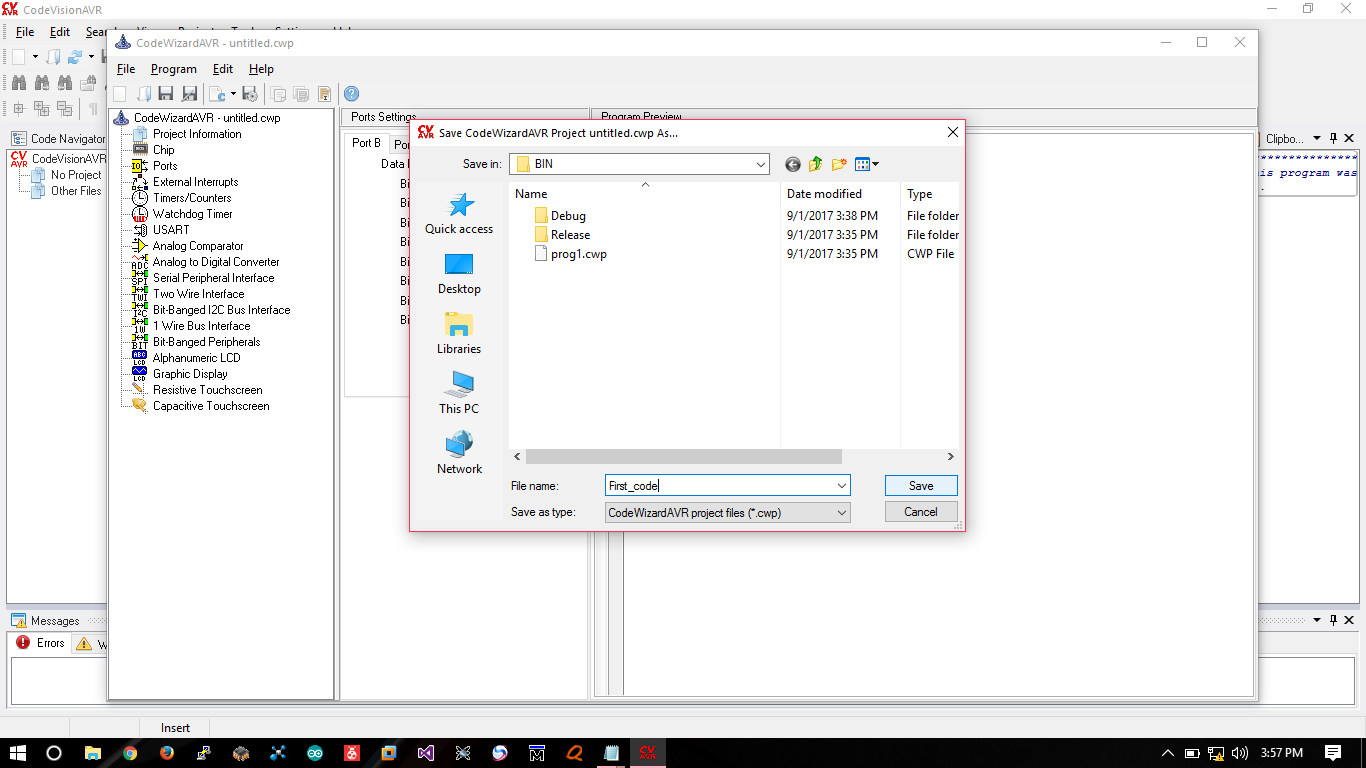 CodeVisionAVR
File Edit
CodeWizardAVR - untitled.cwp
File Program Edit Help
CodeWizardAVR - untitled.cwp
Project Information
Chip
Ports
External Interrupts
Timers/Counters
Watchdog Timer
USART
Analog Comparator
Analog to Digital Converter
Serial Peripheral Interface
Two Wire Interface
Bit-Banged I2C Bus Interface
1 Wire Bus Interface
Bit-Banged Peripherals
Alphanumeric LCD
Graphic Display
Resistive Touchscreen
Capacitive Touchscreen
Code Navigator
CodeVisionAVR
No Project
Other Files
Ports Settings
Program Preview
Port B
Data
Bi
Bi
Bi
Bi
Bi
Bi
Bi
Bi
Save CodeWizardAVR Project untitled.cwp As...
Save in: BIN
Quick access
Desktop
Libraries
This PC
Network
Name Date modified Type
Debug 9/1/2017 3:38 PM File folder
Release 9/1/2017 3:35 PM File folder
prog1.cwp 9/1/2017 3:35 PM CWP File
File name: First_code Save
Save as type: CodeWizardAVR project files (*.cwp) Cancel
Clipbo...
*************
is program was
.
Messages
Errors W
Insert
3:57 PM